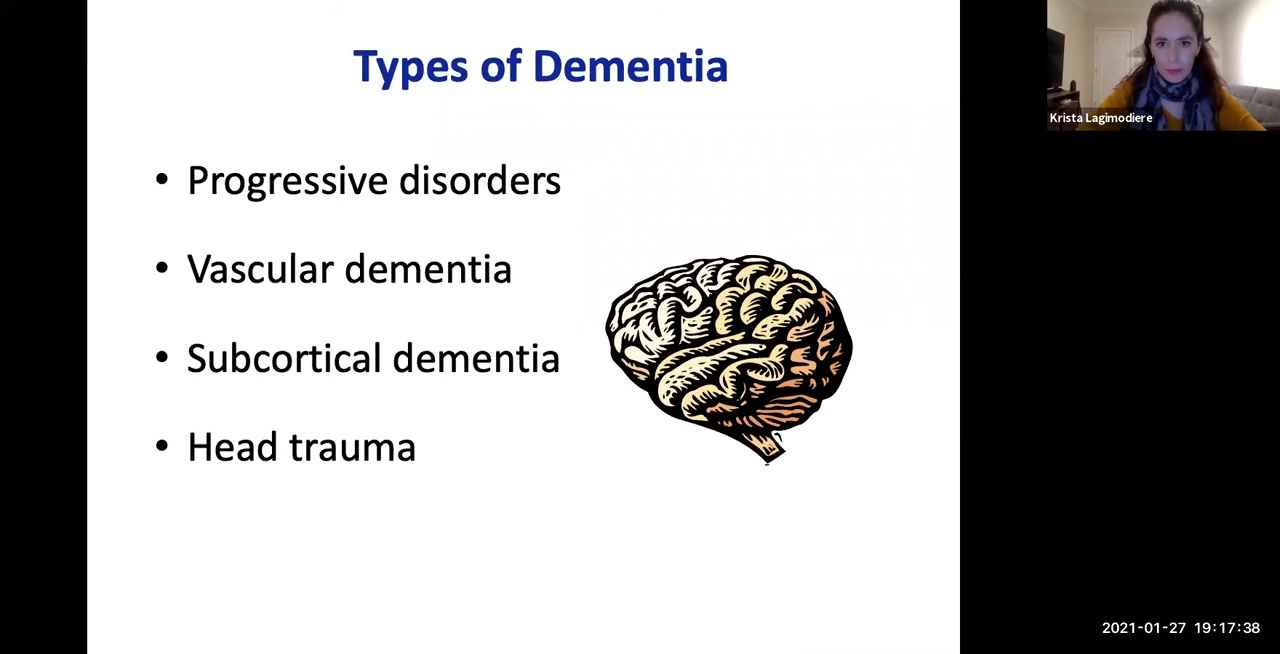 Types of Dementia
• Progressive disorders
• Vascular dementia
• Subcortical dementia
• Head trauma
Krista Lagimodiere
2021-01-27 19:17:38